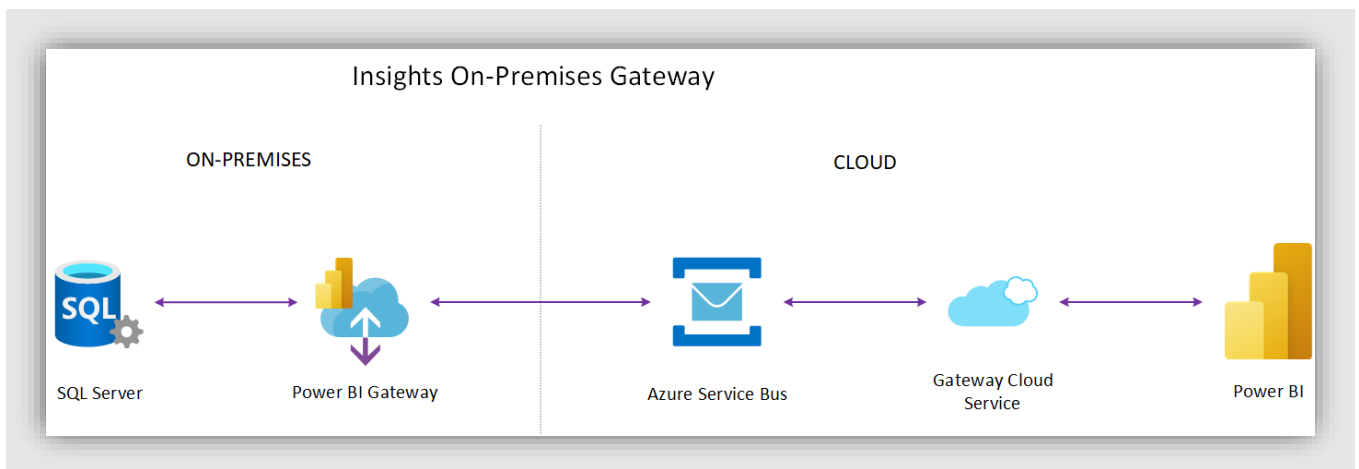 Insights On-Premises Gateway
ON-PREMISES
CLOUD
SQL
SQL Server
Power BI Gateway
Azure Service Bus
Gateway Cloud
Service
Power BI